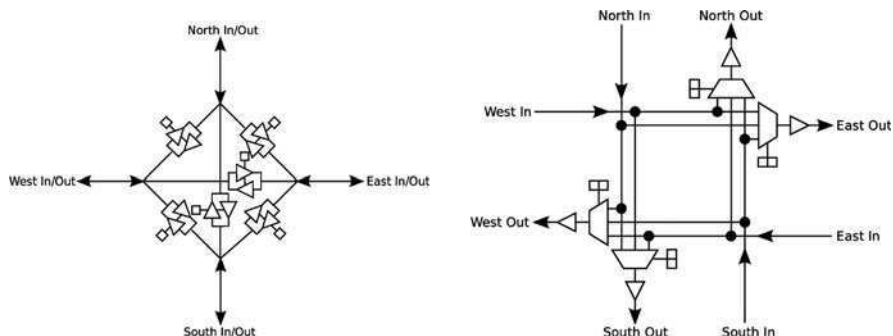 North In/Out
West In/Out
East In/Out
South In/Out
North In
North Out
West In
East Out
West Out
East In
South Out
South In